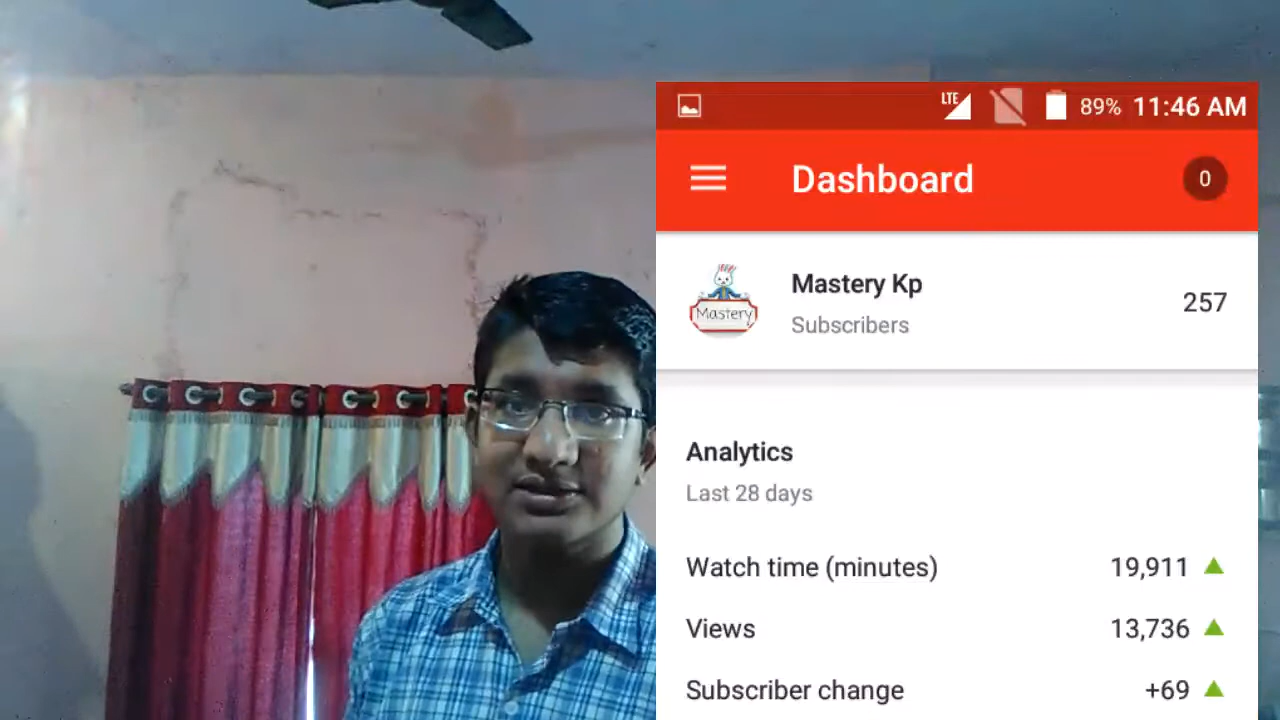 LTE 89% 11:46 AM
Dashboard 0
Mastery Kp
Subscribers
257
Mastery
Analytics
Last 28 days
Watch time (minutes) 19,911
Views 13,736
Subscriber change +69